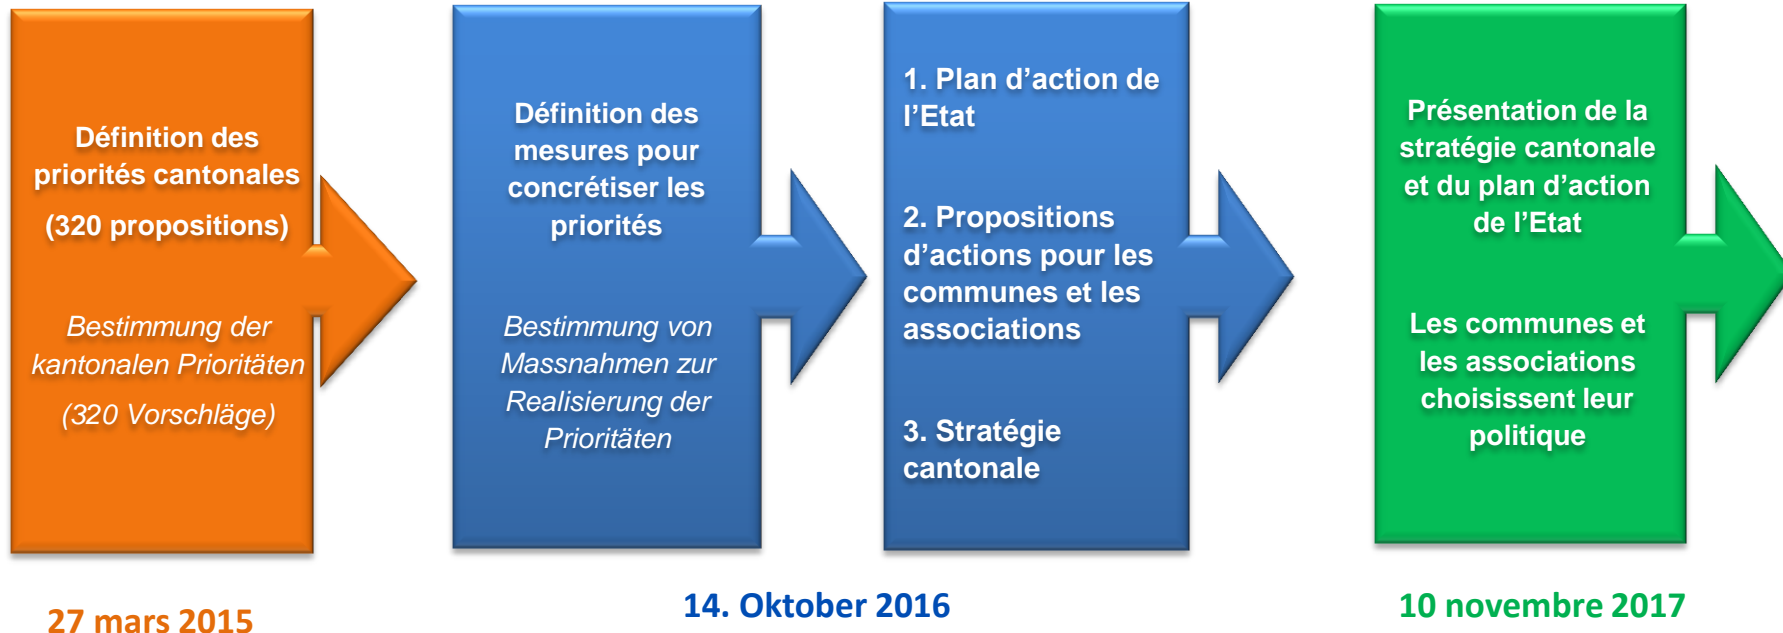 Définition des
priorités cantonales
(320 propositions)
Bestimmung der
kantonalen Prioritäten
(320 Vorschläge)
27 mars 2015
Définition des
mesures pour
concrétiser les
priorités
Bestimmung von
Massnahmen zur
Realisierung der
Prioritäten
1. Plan d’action de
l’Etat
2. Propositions
d’actions pour les
communes et les
associations
3. Stratégie
cantonale
14. Oktober 2016
Présentation de la
stratégie cantonale
et du plan d’action
de l’Etat
Les communes et
les associations
choisissent leur
politique
10 novembre 2017